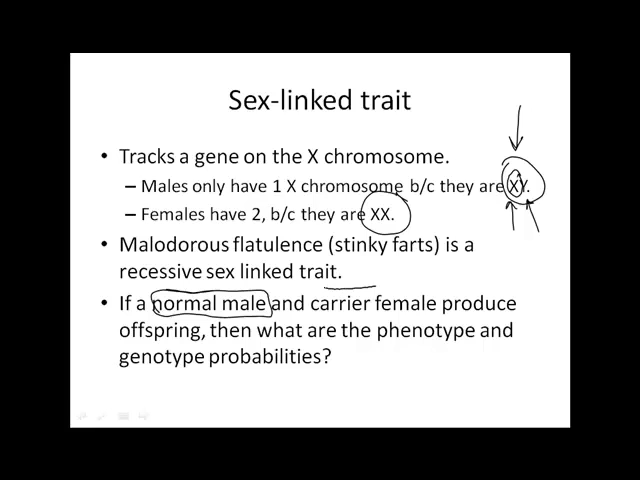 Sex-linked trait
• Tracks a gene on the X chromosome.
– Males only have 1 X chromosome b/c they are XY.
– Females have 2, b/c they are XX.
• Malodorous flatulence (stinky farts) is a
recessive sex linked trait.
• If a normal male and carrier female produce
offspring, then what are the phenotype and
genotype probabilities?